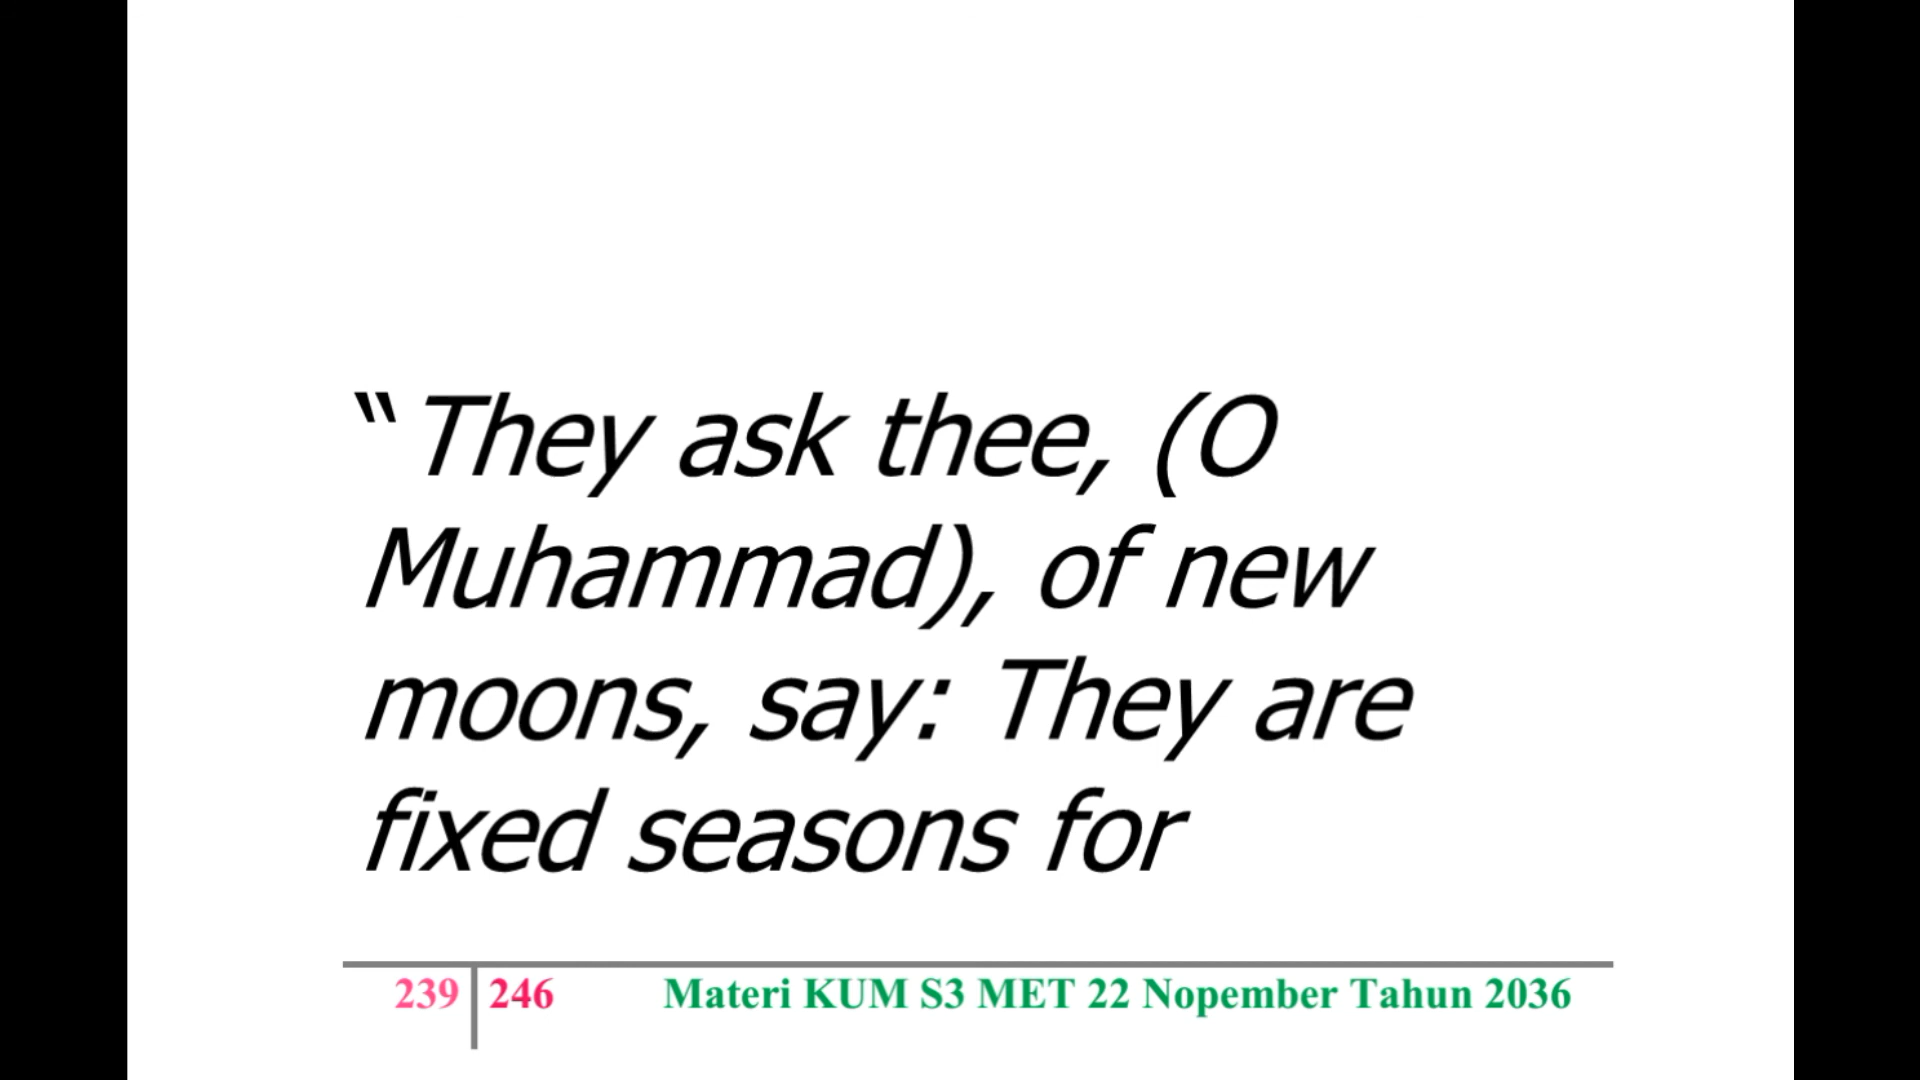 “They ask thee, (O
Muhammad), of new
moons, say: They are
fixed seasons for
239 246 Materi KUM S3 MET 22 Nopember Tahun 2036